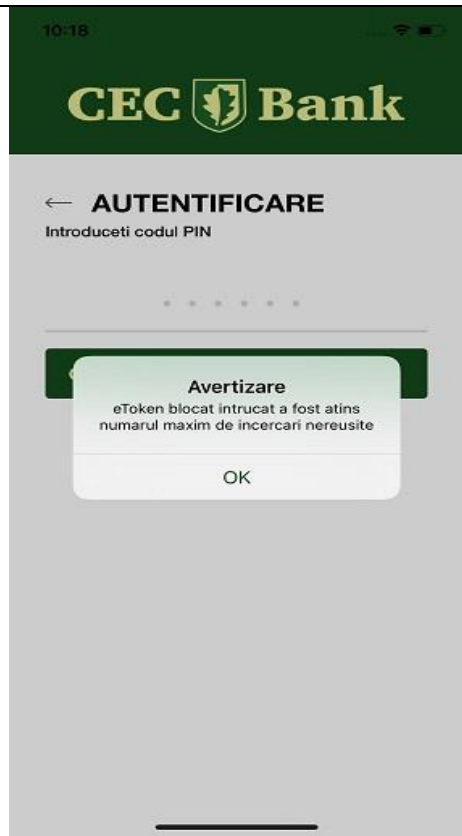 10:18
CEC Bank
← AUTENTIFICARE
Introduceti codul PIN
Avertizare
eToken blocat intrucat a fost atins
numarul maxim de incercari nereusite
OK